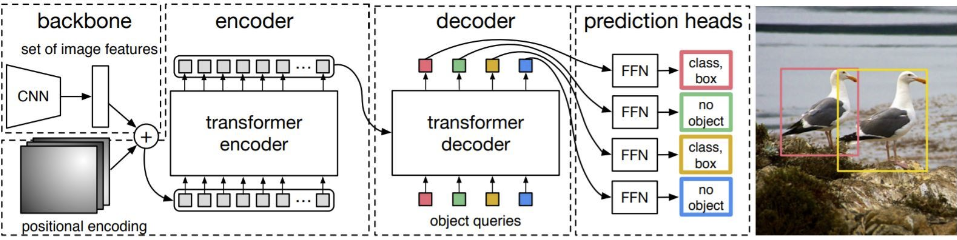 backbone
encoder
decoder
prediction heads
set of image features
CNN
+
positional encoding
transformer
encoder
...
...
transformer
decoder
object queries
FFN
class,
box
FFN
no
object
FFN
class,
box
FFN
no
object